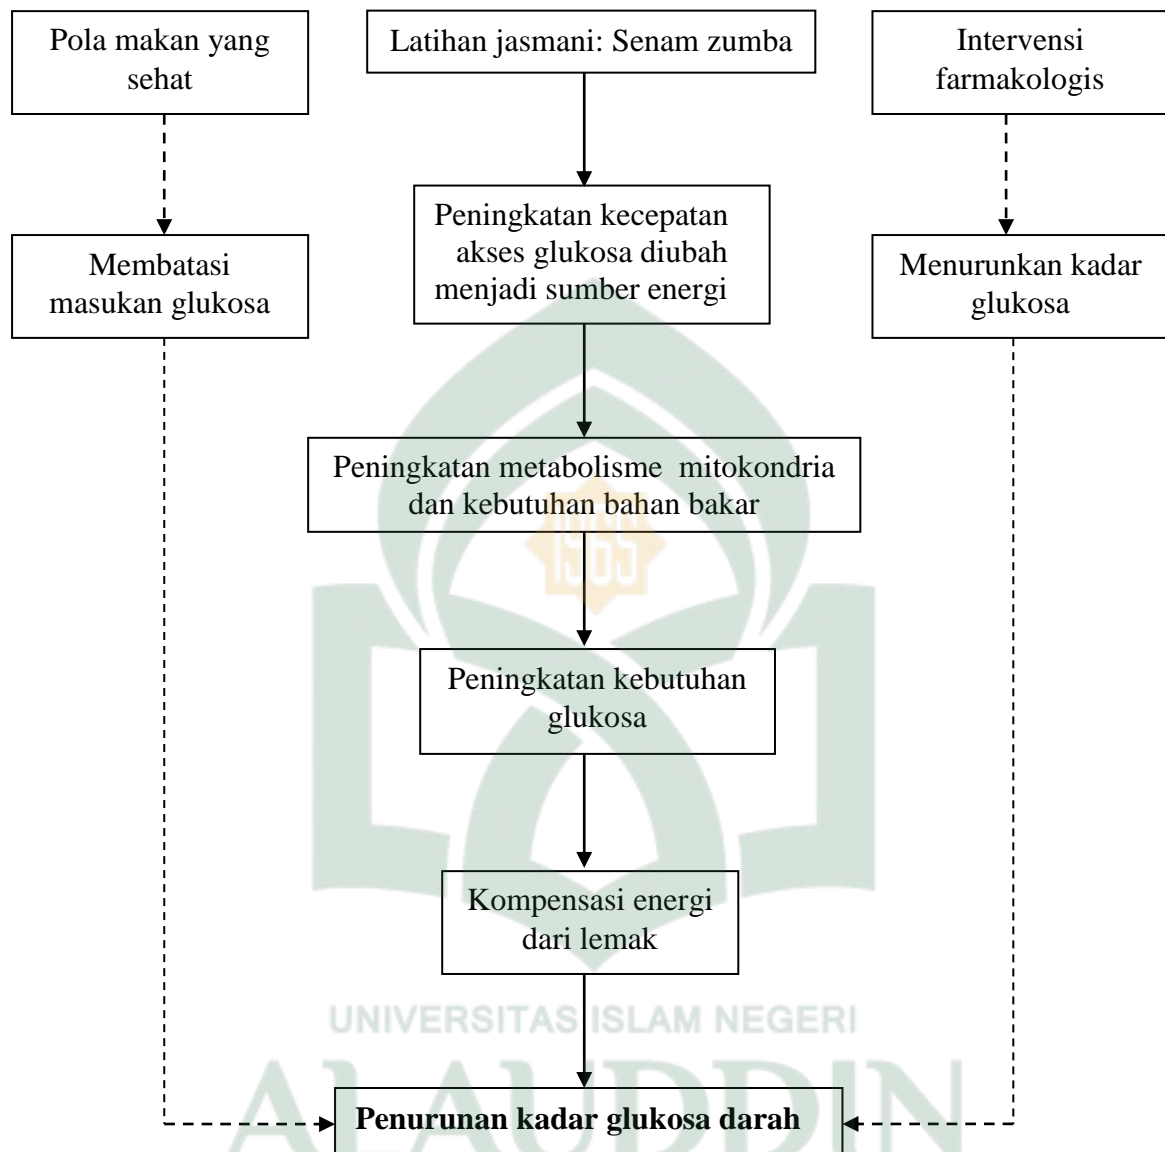 Pola makan yang
sehat
Latihan jasmani: Senam zumba
Intervensi
farmakologis
Peningkatan kecepatan
akses glukosa diubah
menjadi sumber energi
Membatasi
masukan glukosa
Menurunkan kadar
glukosa
Peningkatan metabolisme mitokondria
dan kebutuhan bahan bakar
1965
Peningkatan kebutuhan
glukosa
Kompensasi energi
dari lemak
UNIVERSITAS ISLAM NEGERI
ALAUDDIN
Penurunan kadar glukosa darah